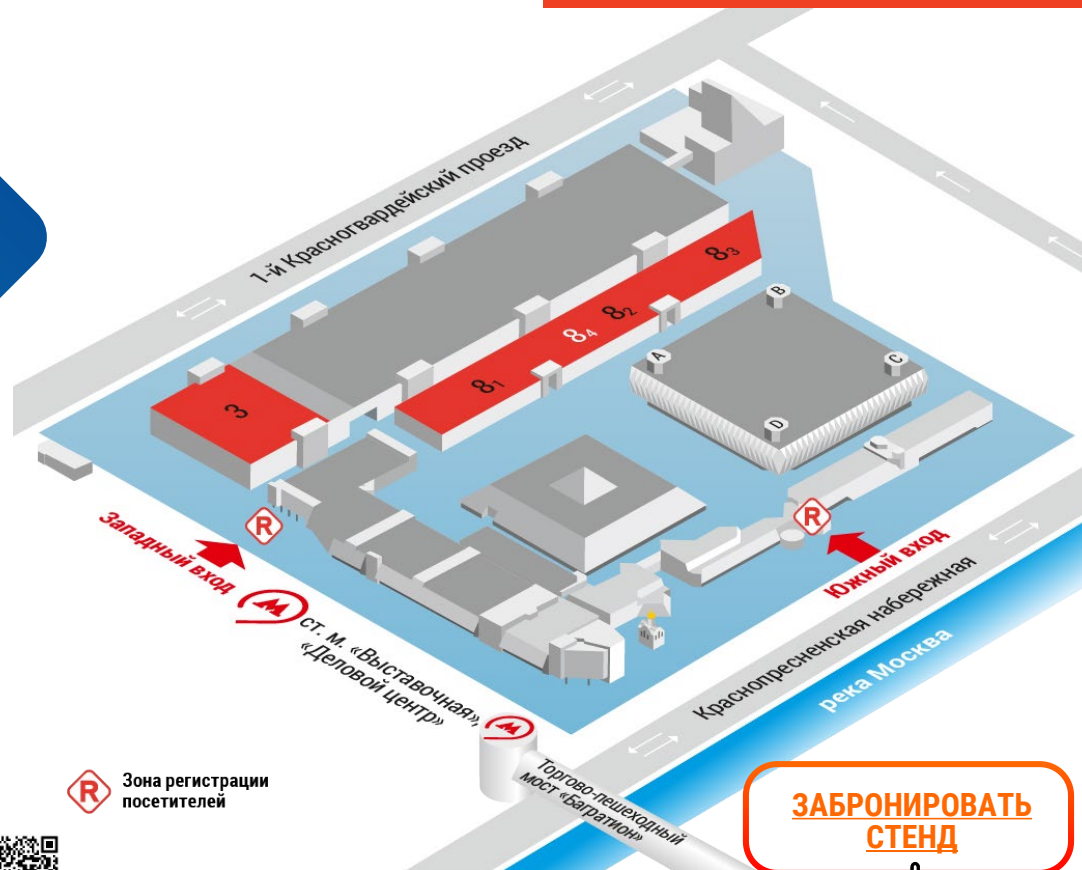 1-й Красногвардейский проезд
8₃
8₂
8₄
8₁
3
B
A
C
D
R
R
Западный вход
Южный вход
ст. м. «Выставочная»,
«Деловой центр»
Краснопресненская набережная
река Москва
Торгово-пешеходный
мост «Багратион»
R
Зона регистрации
посетителей
ЗАБРОНИРОВАТЬ
СТЕНД